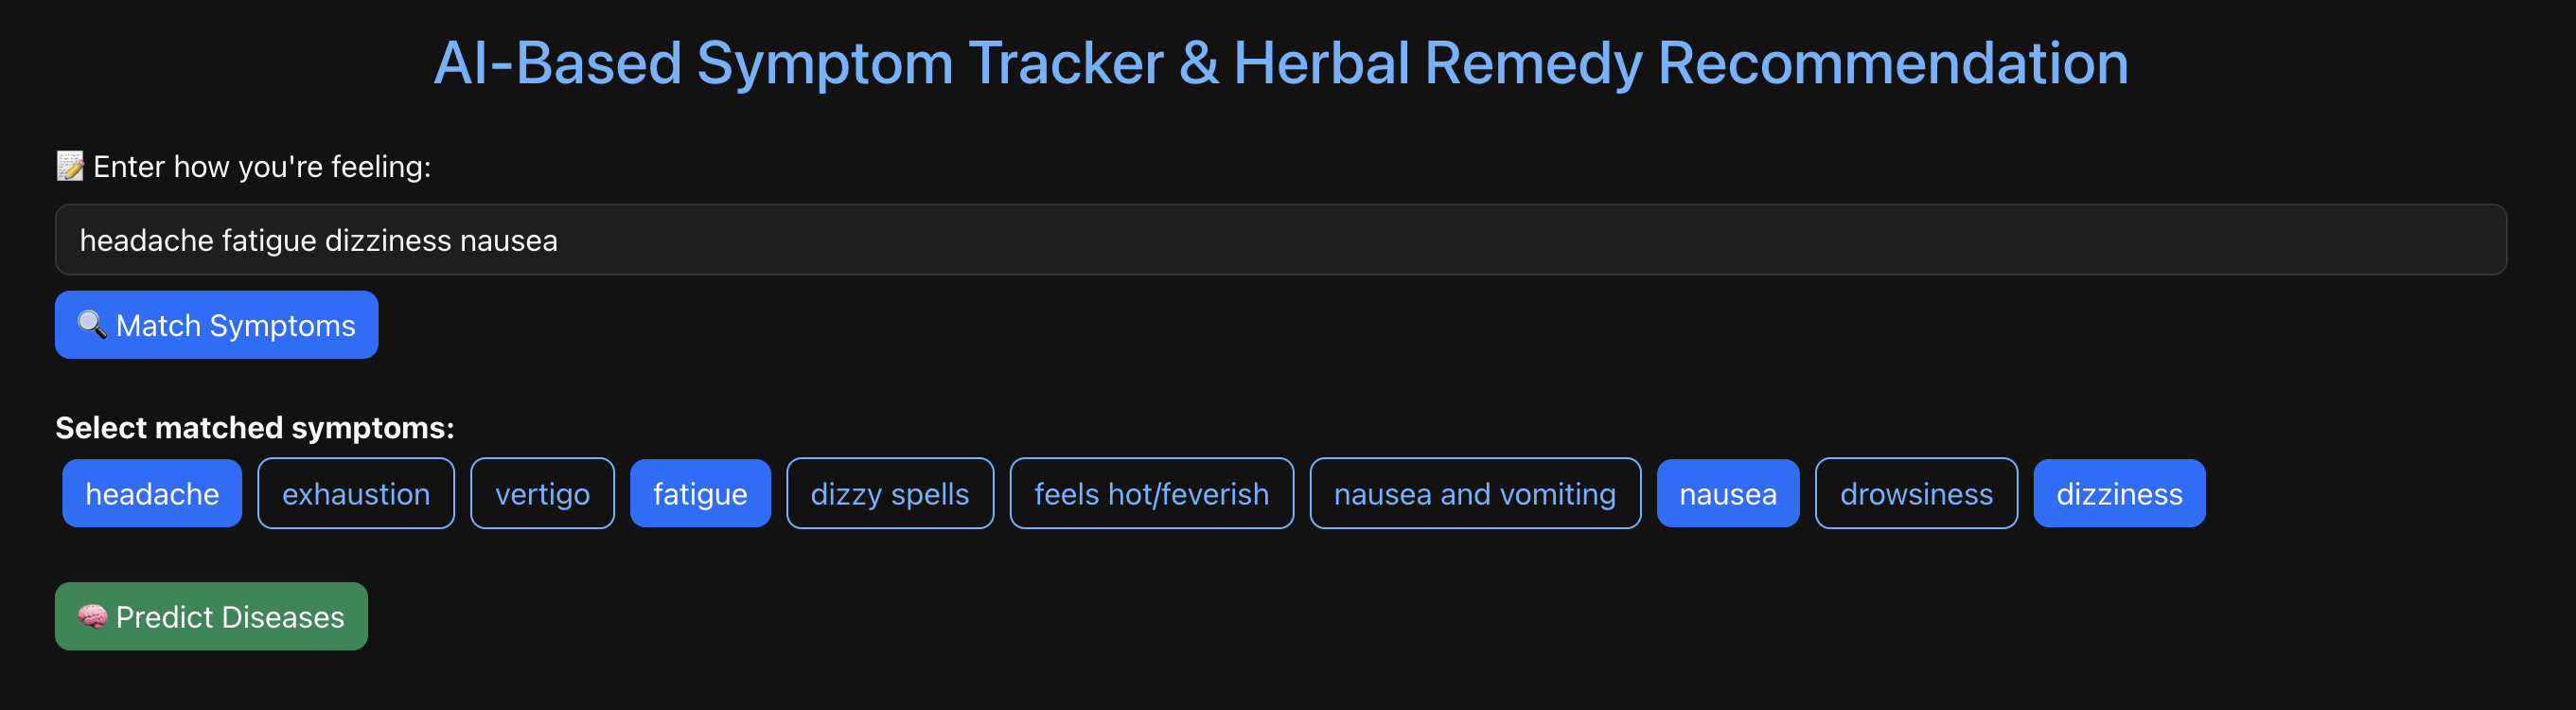 AI-Based Symptom Tracker & Herbal Remedy Recommendation
📝 Enter how you're feeling:
headache fatigue dizziness nausea
🔍 Match Symptoms
Select matched symptoms:
headache exhaustion vertigo fatigue dizzy spells feels hot/feverish nausea and vomiting nausea drowsiness dizziness
🧠 Predict Diseases